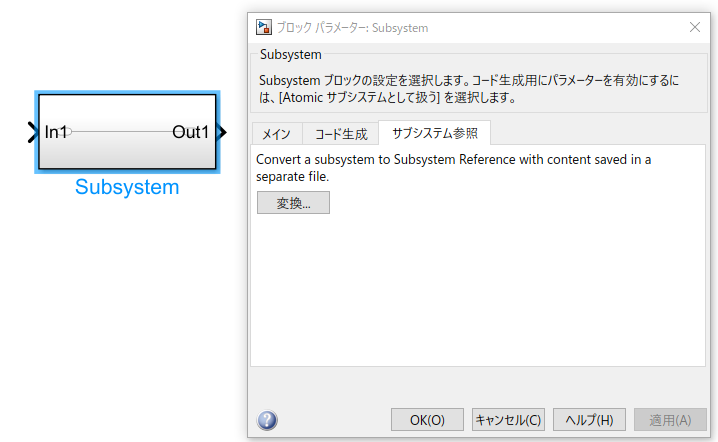 ブロック パラメーター: Subsystem
Subsystem
Subsystem ブロックの設定を選択します。コード生成用にパラメーターを有効にするに
は、[Atomic サブシステムとして扱う] を選択します。
メイン
コード生成
サブシステム参照
Convert a subsystem to Subsystem Reference with content saved in a
separate file.
変換...
In1
Out1
Subsystem
OK(O)
キャンセル(C)
ヘルプ(H)
適用(A)